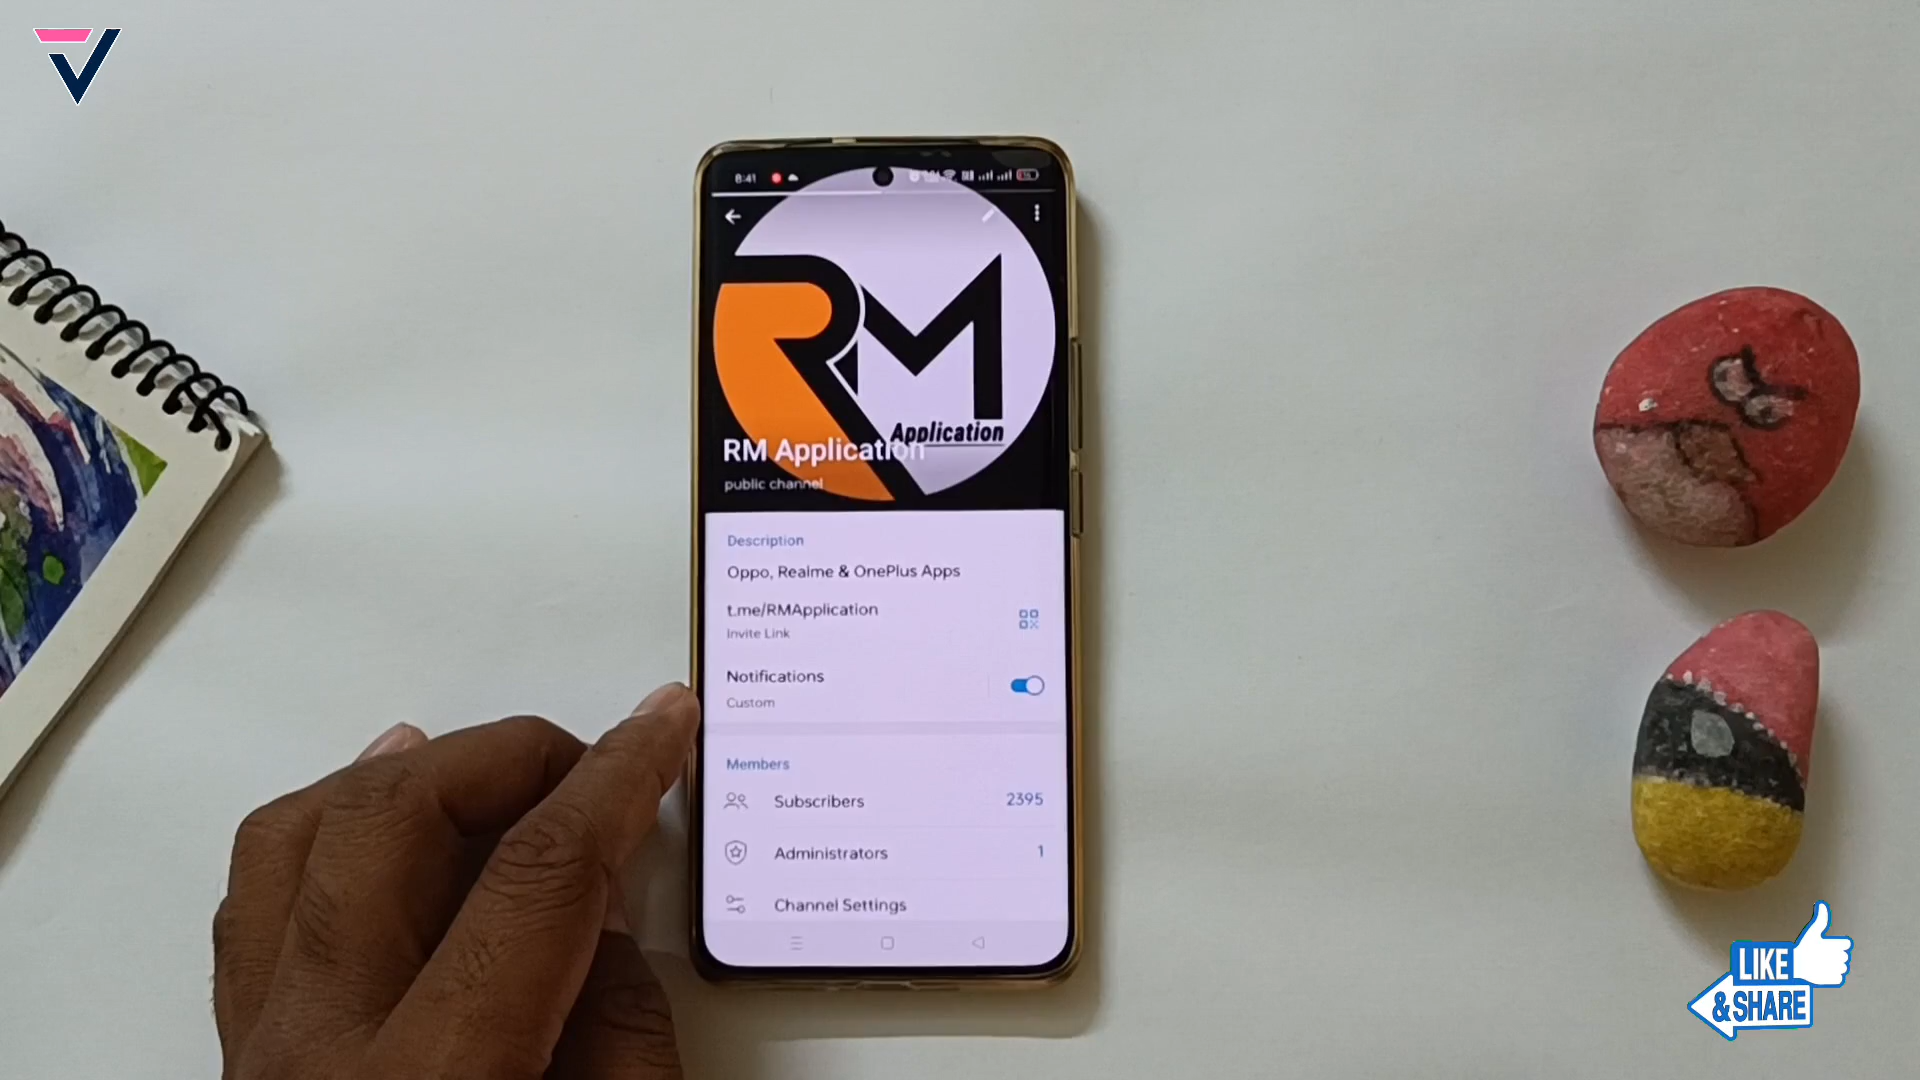 8:41
Application
RM Application
public channel
Description
Oppo, Realme & OnePlus Apps
t.me/RMApplication
Invite Link
Notifications
Custom
Members
Subscribers 2395
Administrators 1
Channel Settings
LIKE
& SHARE